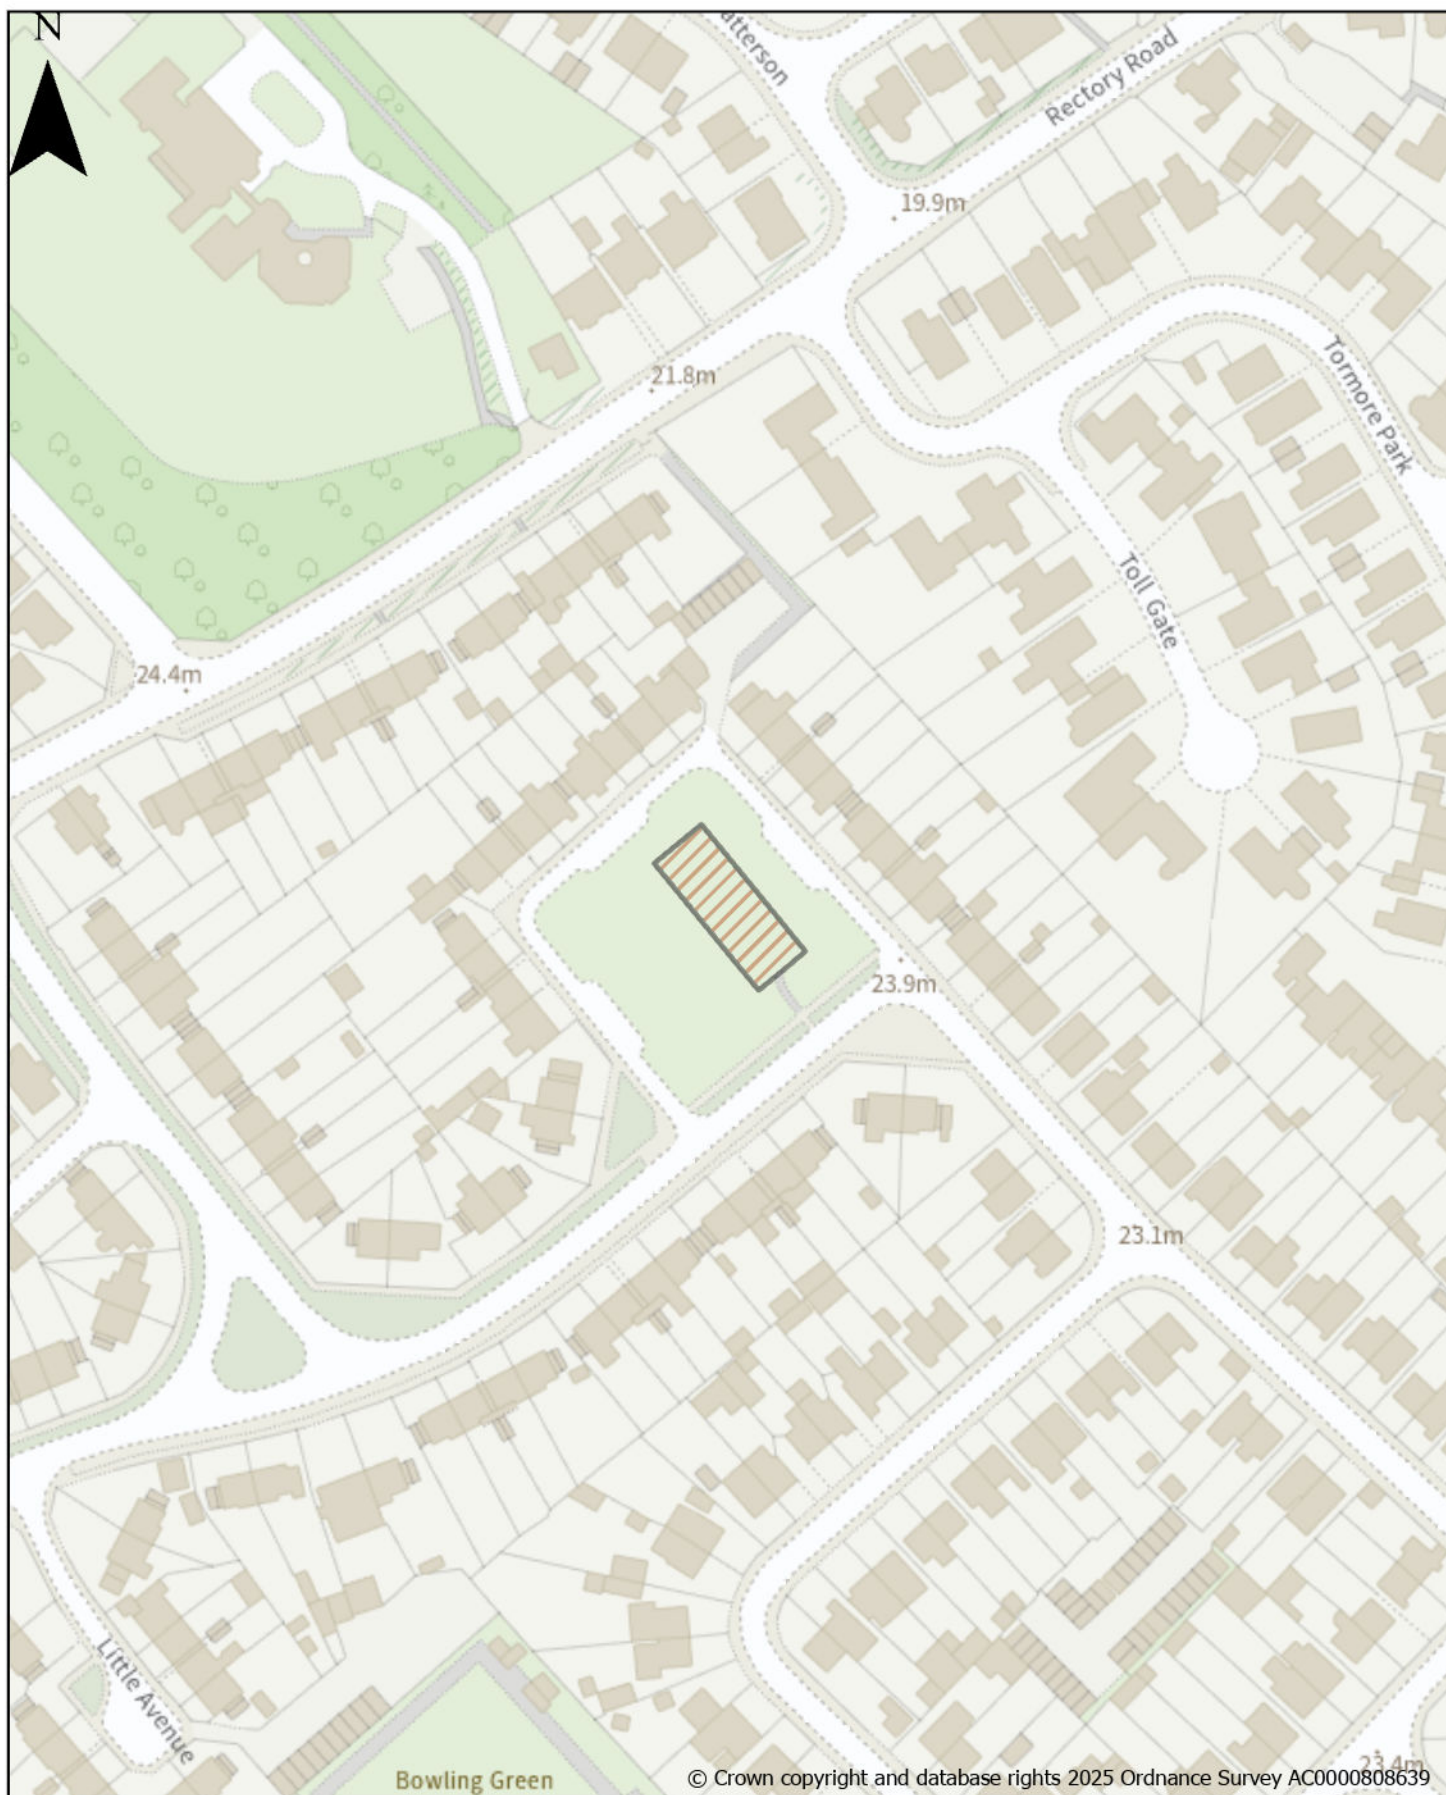 N
atterson
Rectory Road
19.9m
21.8m
Tormore Park
Toll Gate
24.4m
23.9m
23.1m
Little Avenue
23.4m
Bowling Green
© Crown copyright and database rights 2025 Ordnance Survey AC0000808639